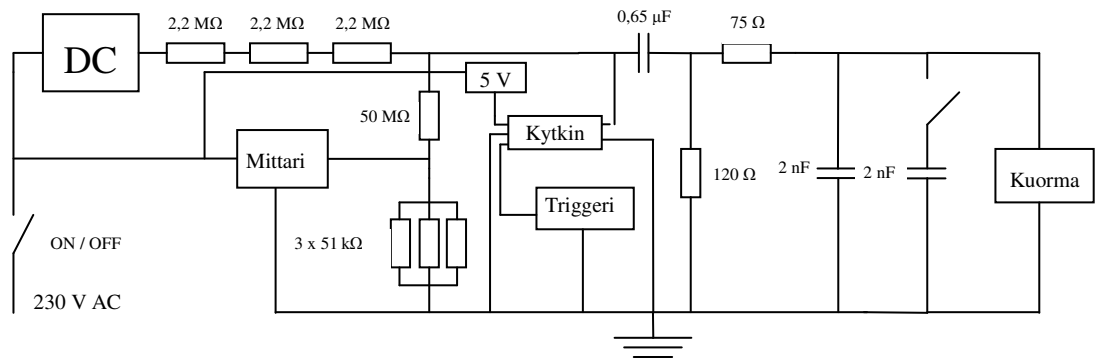 2,2 MΩ
2,2 MΩ
2,2 MΩ
0,65 μF
75 Ω
DC
5 V
50 MΩ
Kytkin
Mittari
120 Ω
2 nF
2 nF
Kuorma
Triggeri
3 x 51 kΩ
ON / OFF
230 V AC